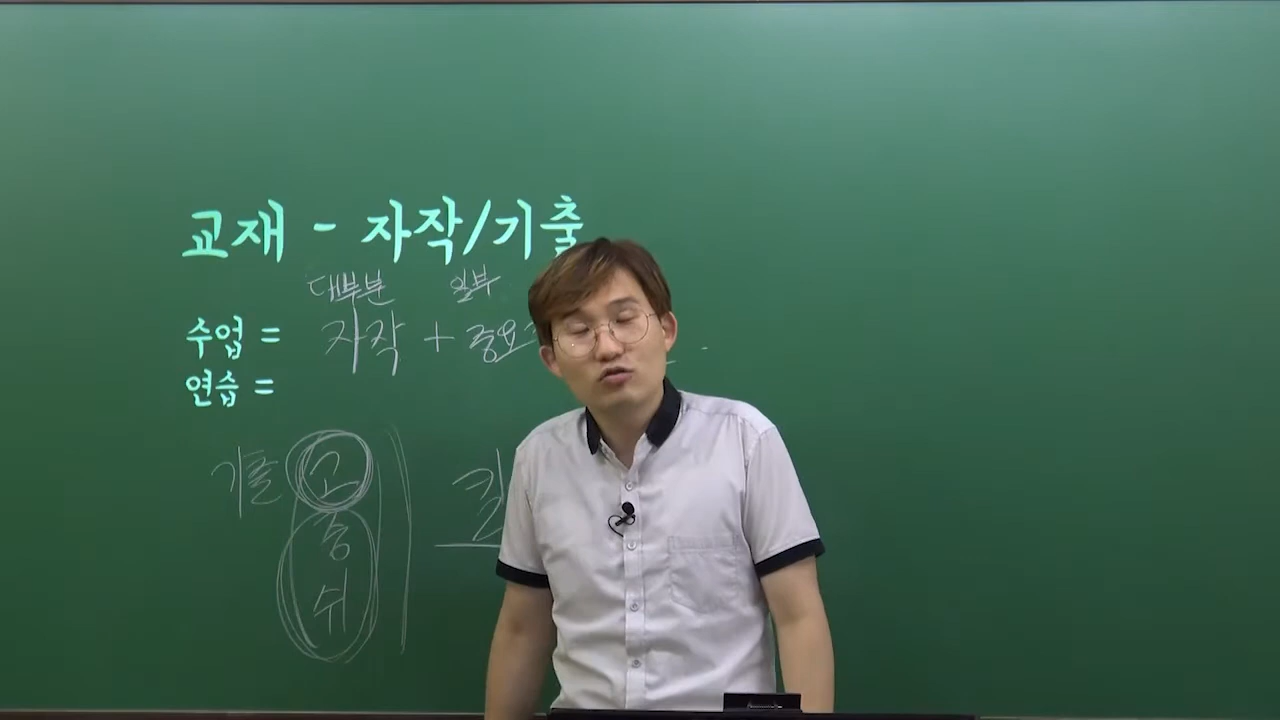 교재 - 자작/기출
대부분 일부
수업 = 자작 + 중요
연습 =
기출 고 킬
중
쉬